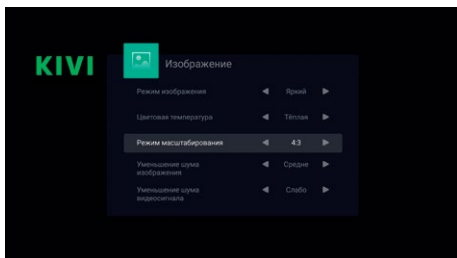 KIVI
Изображение
Режим изображения
Яркий
Цветовая температура
Тёплая
Режим масштабирования
4:3
Уменьшение шума
изображения
Средне
Уменьшение шума
видеосигнала
Слабо